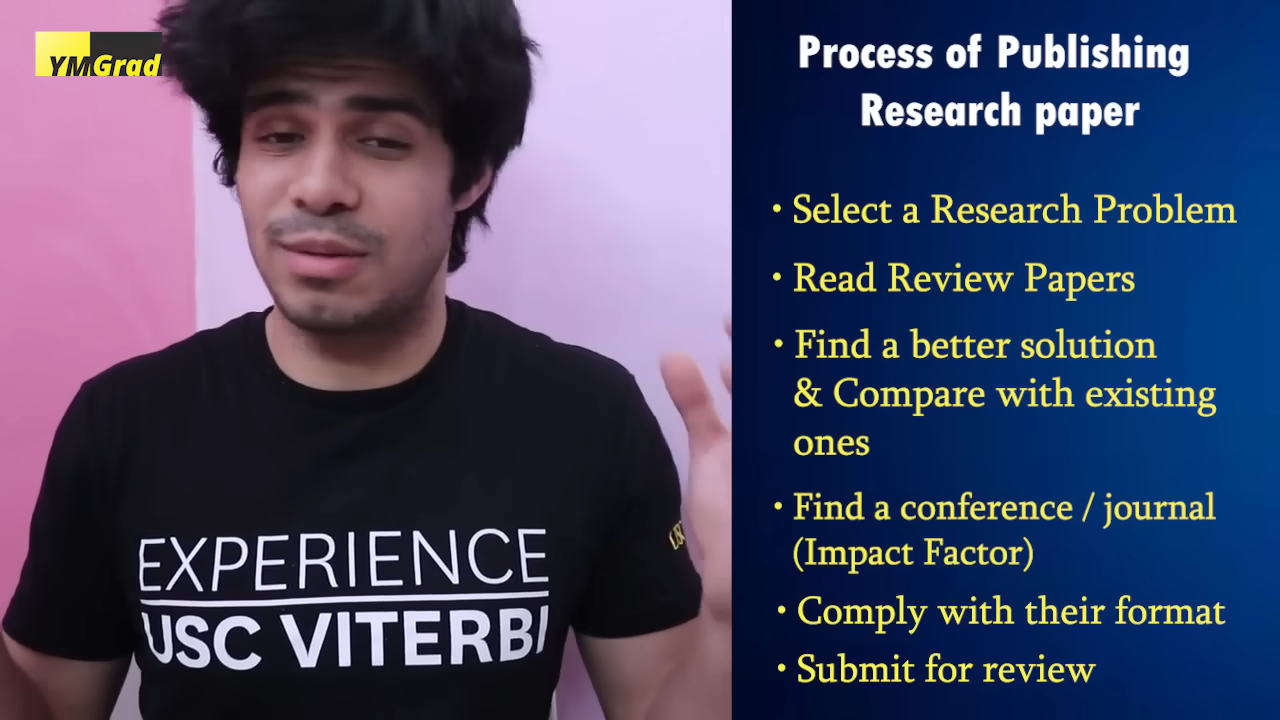 YMGrad
Process of Publishing
Research paper
• Select a Research Problem
• Read Review Papers
• Find a better solution
& Compare with existing
ones
• Find a conference / journal
(Impact Factor)
• Comply with their format
• Submit for review
EXPERIENCE
USC VITERBI